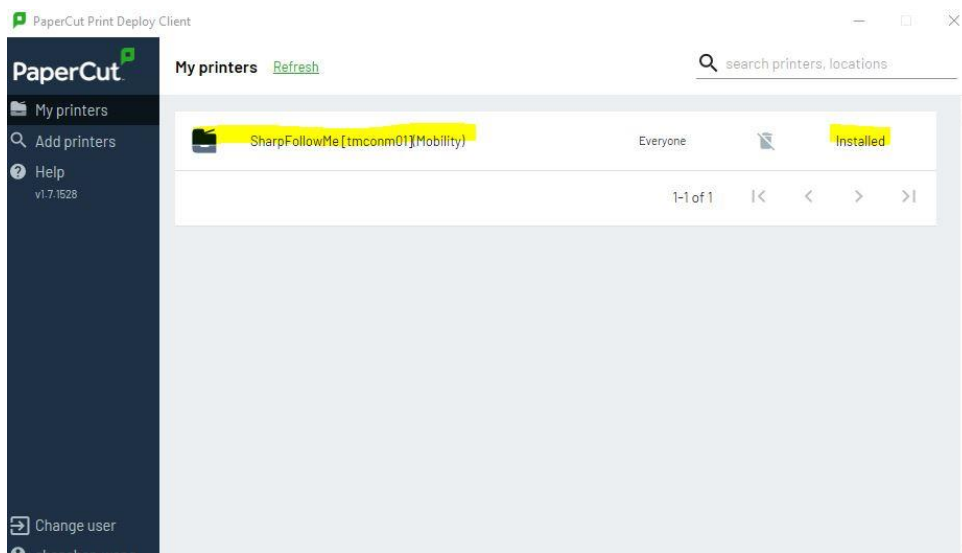 PaperCut Print Deploy Client
PaperCut
My printers Refresh
search printers, locations
My printers
Add printers
Help
v1.7.1528
SharpFollowMe [tmconm01](Mobility) Everyone Installed
1-1 of 1
Change user